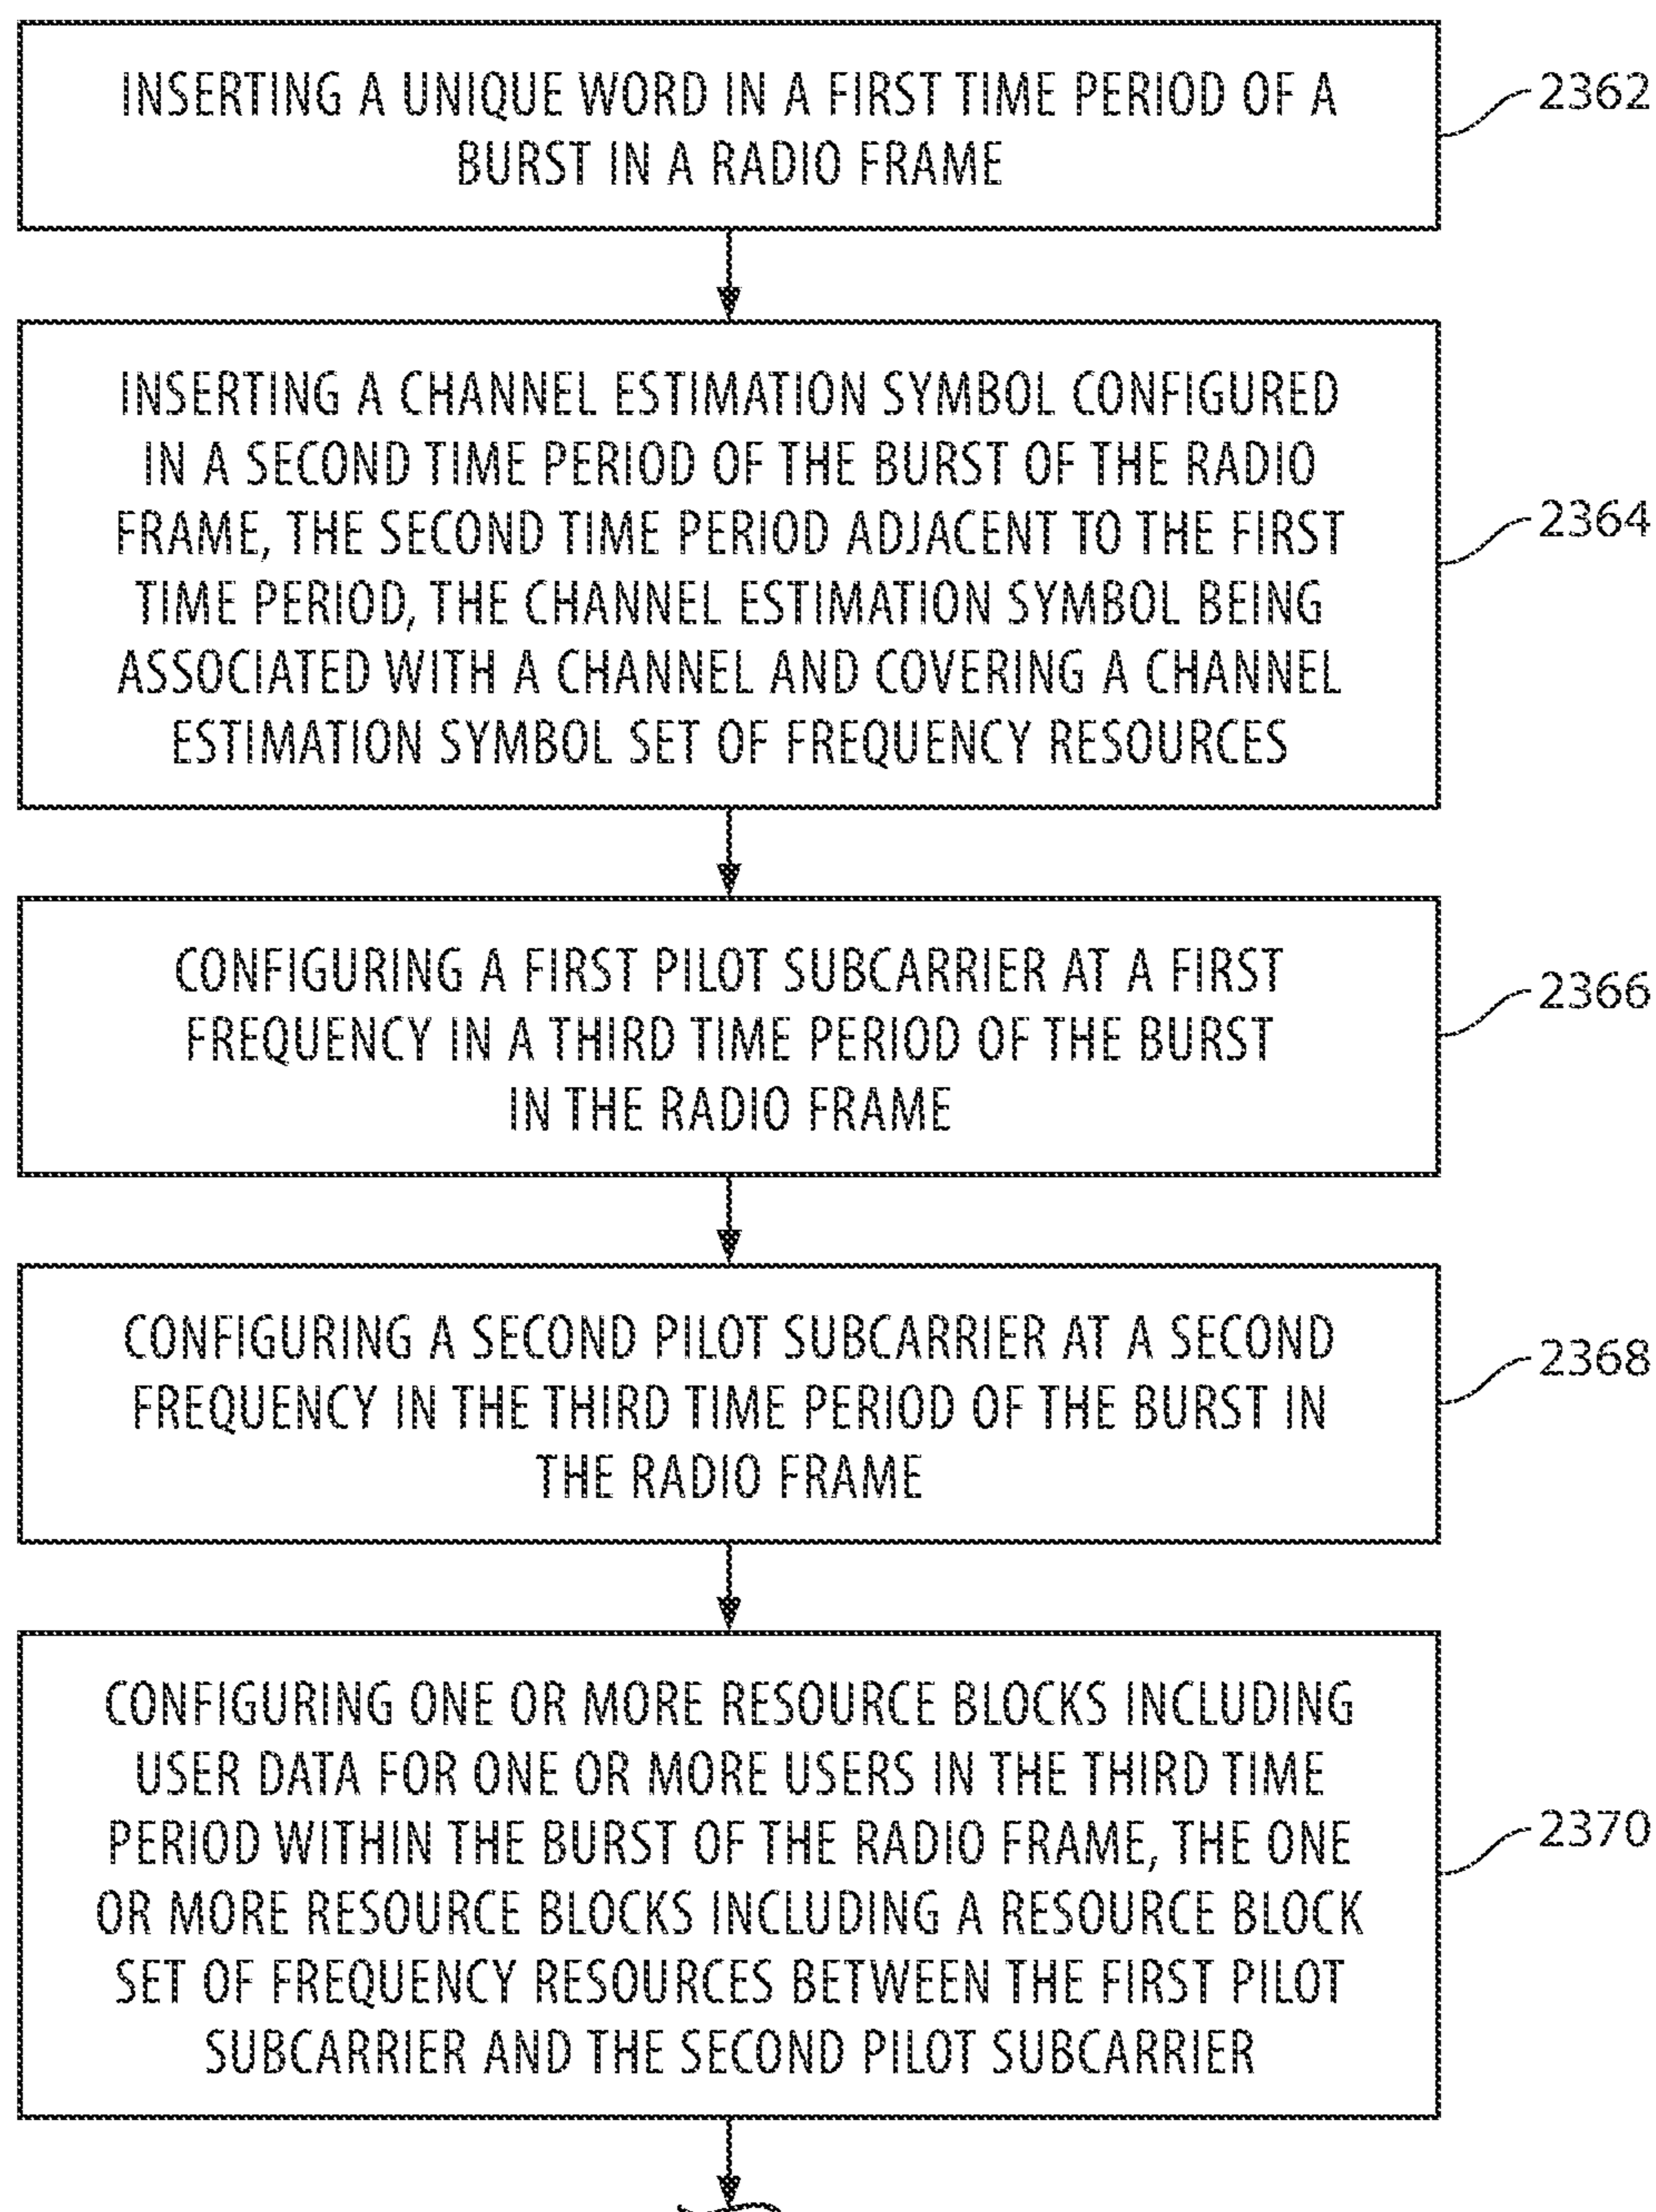 INSERTING A UNIQUE WORD IN A FIRST TIME PERIOD OF A
BURST IN A RADIO FRAME
2362
INSERTING A CHANNEL ESTIMATION SYMBOL CONFIGURED
IN A SECOND TIME PERIOD OF THE BURST OF THE RADIO
FRAME, THE SECOND TIME PERIOD ADJACENT TO THE FIRST
TIME PERIOD, THE CHANNEL ESTIMATION SYMBOL BEING
ASSOCIATED WITH A CHANNEL AND COVERING A CHANNEL
ESTIMATION SYMBOL SET OF FREQUENCY RESOURCES
2364
CONFIGURING A FIRST PILOT SUBCARRIER AT A FIRST
FREQUENCY IN A THIRD TIME PERIOD OF THE BURST
IN THE RADIO FRAME
2366
CONFIGURING A SECOND PILOT SUBCARRIER AT A SECOND
FREQUENCY IN THE THIRD TIME PERIOD OF THE BURST IN
THE RADIO FRAME
2368
CONFIGURING ONE OR MORE RESOURCE BLOCKS INCLUDING
USER DATA FOR ONE OR MORE USERS IN THE THIRD TIME
PERIOD WITHIN THE BURST OF THE RADIO FRAME, THE ONE
OR MORE RESOURCE BLOCKS INCLUDING A RESOURCE BLOCK
SET OF FREQUENCY RESOURCES BETWEEN THE FIRST PILOT
SUBCARRIER AND THE SECOND PILOT SUBCARRIER
2370